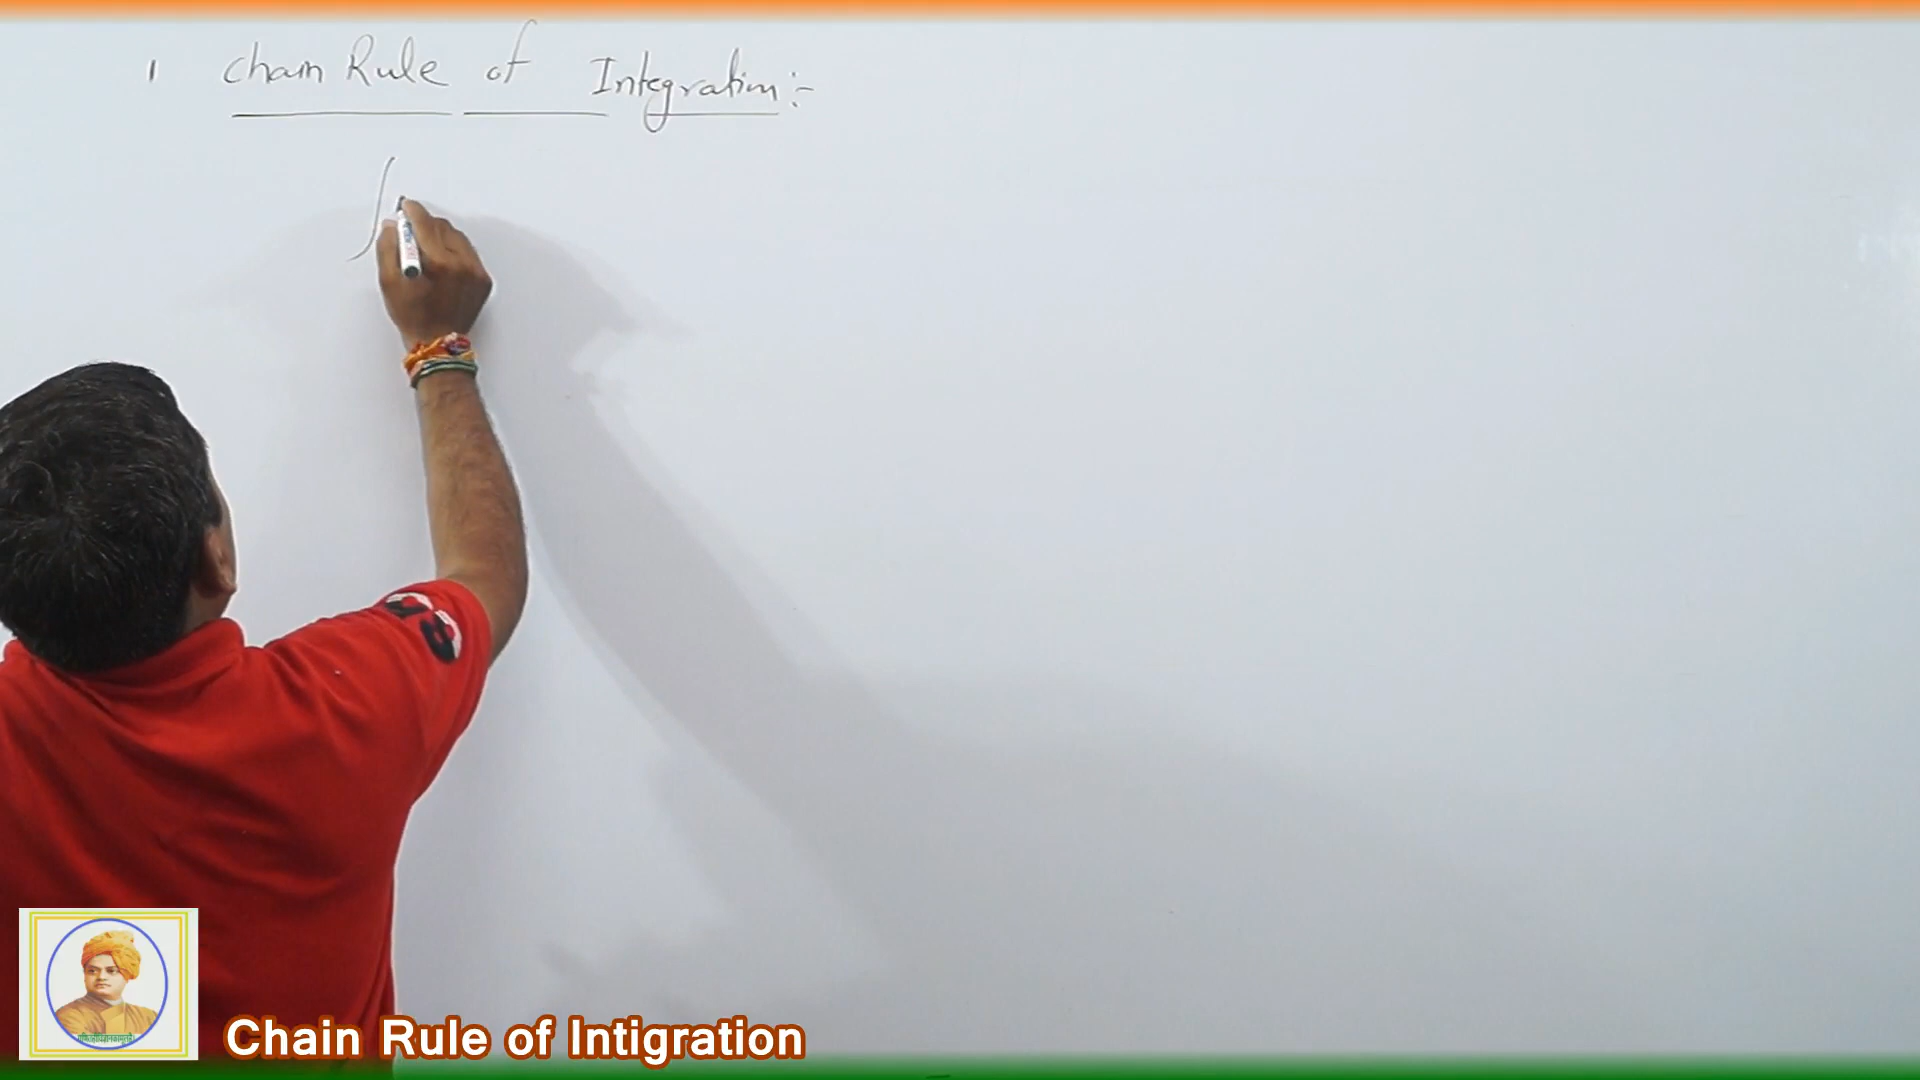 1 Chain Rule of Integration :-
∫
Chain Rule of Intigration